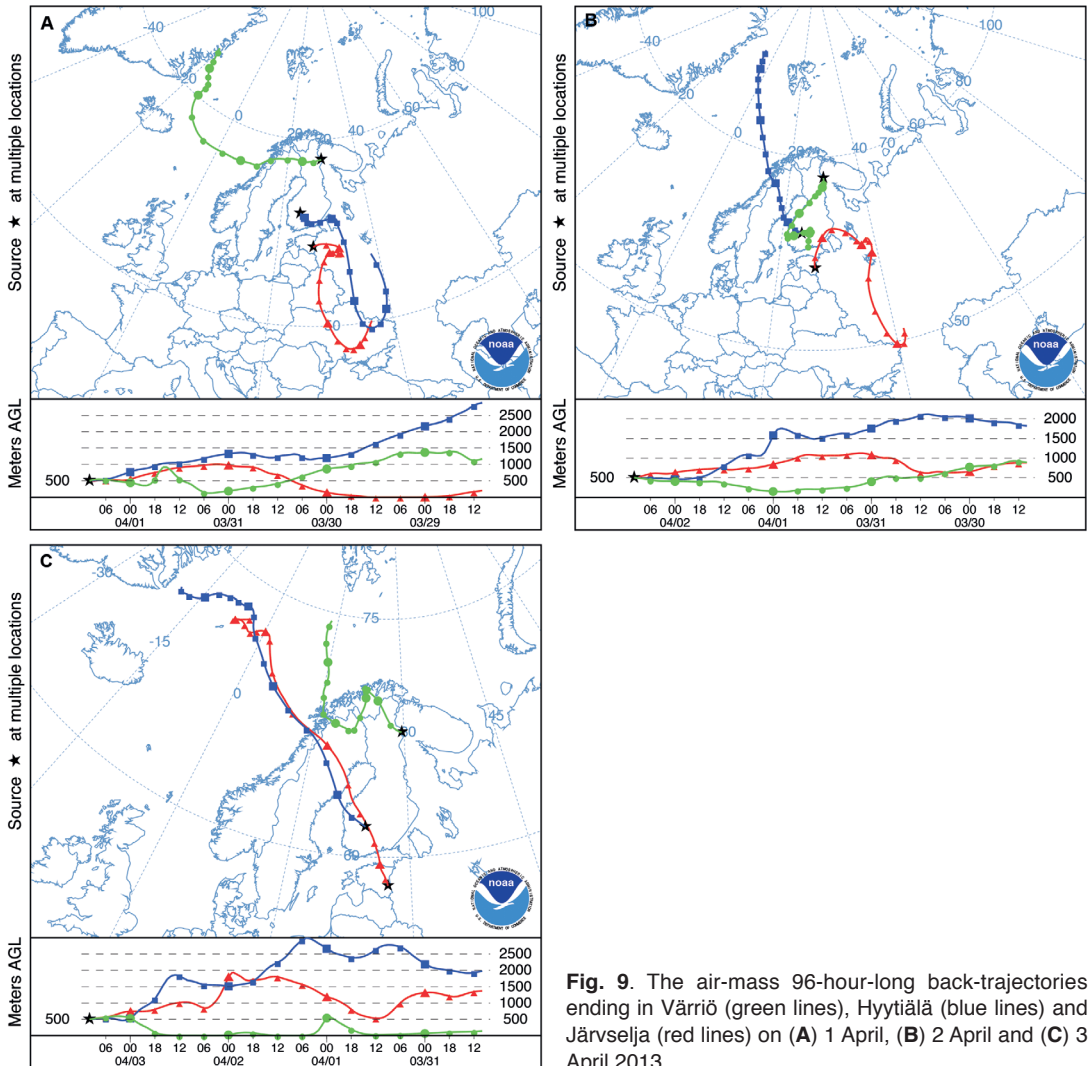 A
-40
100
20
80
0
60
20
40
Source ★ at multiple locations
noaa
Meters AGL
2500
2000
1500
1000
500
500
06 00 18 12 06 00 18 12 06 00 18 12 06 00 18 12
04/01 03/31 03/30 03/29
B
-40
100
-20
80
0
60
20
40
50
Source ★ at multiple locations
noaa
Meters AGL
2000
1500
1000
500
500
06 00 18 12 06 00 18 12 06 00 18 12 06 00 18 12
04/02 04/01 03/31 03/30
C
-30
-15
75
0
45
60
Source ★ at multiple locations
noaa
Meters AGL
2500
2000
1500
1000
500
500
06 00 18 12 06 00 18 12 06 00 18 12 06 00 18 12
04/03 04/02 04/01 03/31
Fig. 9. The air-mass 96-hour-long back-trajectories
ending in Värriö (green lines), Hyytiälä (blue lines) and
Järvselja (red lines) on (A) 1 April, (B) 2 April and (C) 3
April 2013